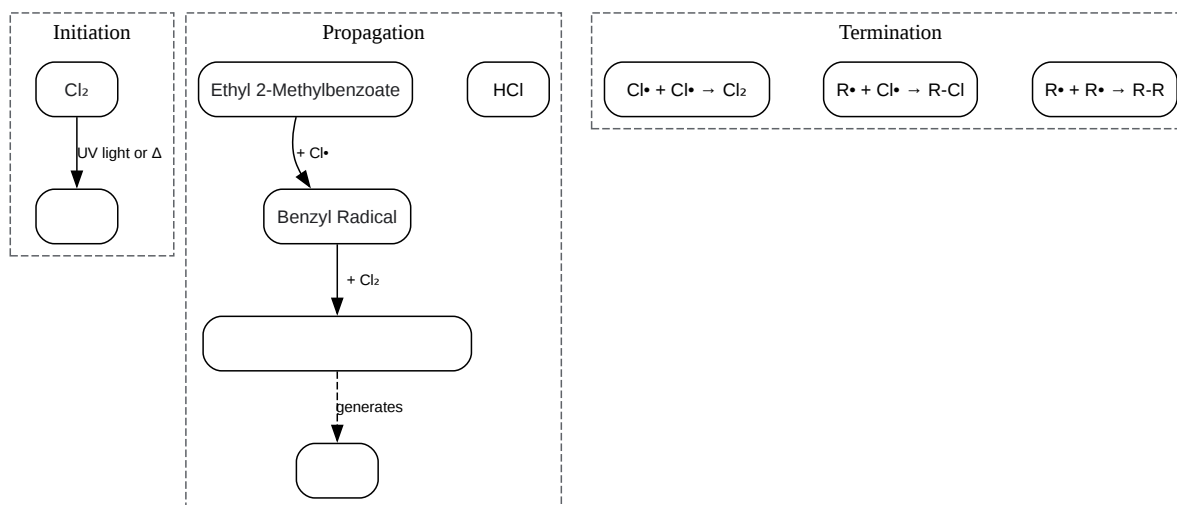 Initiation
Cl₂
UV light or Δ
Propagation
Ethyl 2-Methylbenzoate
HCl
+ Cl•
Benzyl Radical
+ Cl₂
generates
Termination
Cl• + Cl• → Cl₂
R• + Cl• → R-Cl
R• + R• → R-R